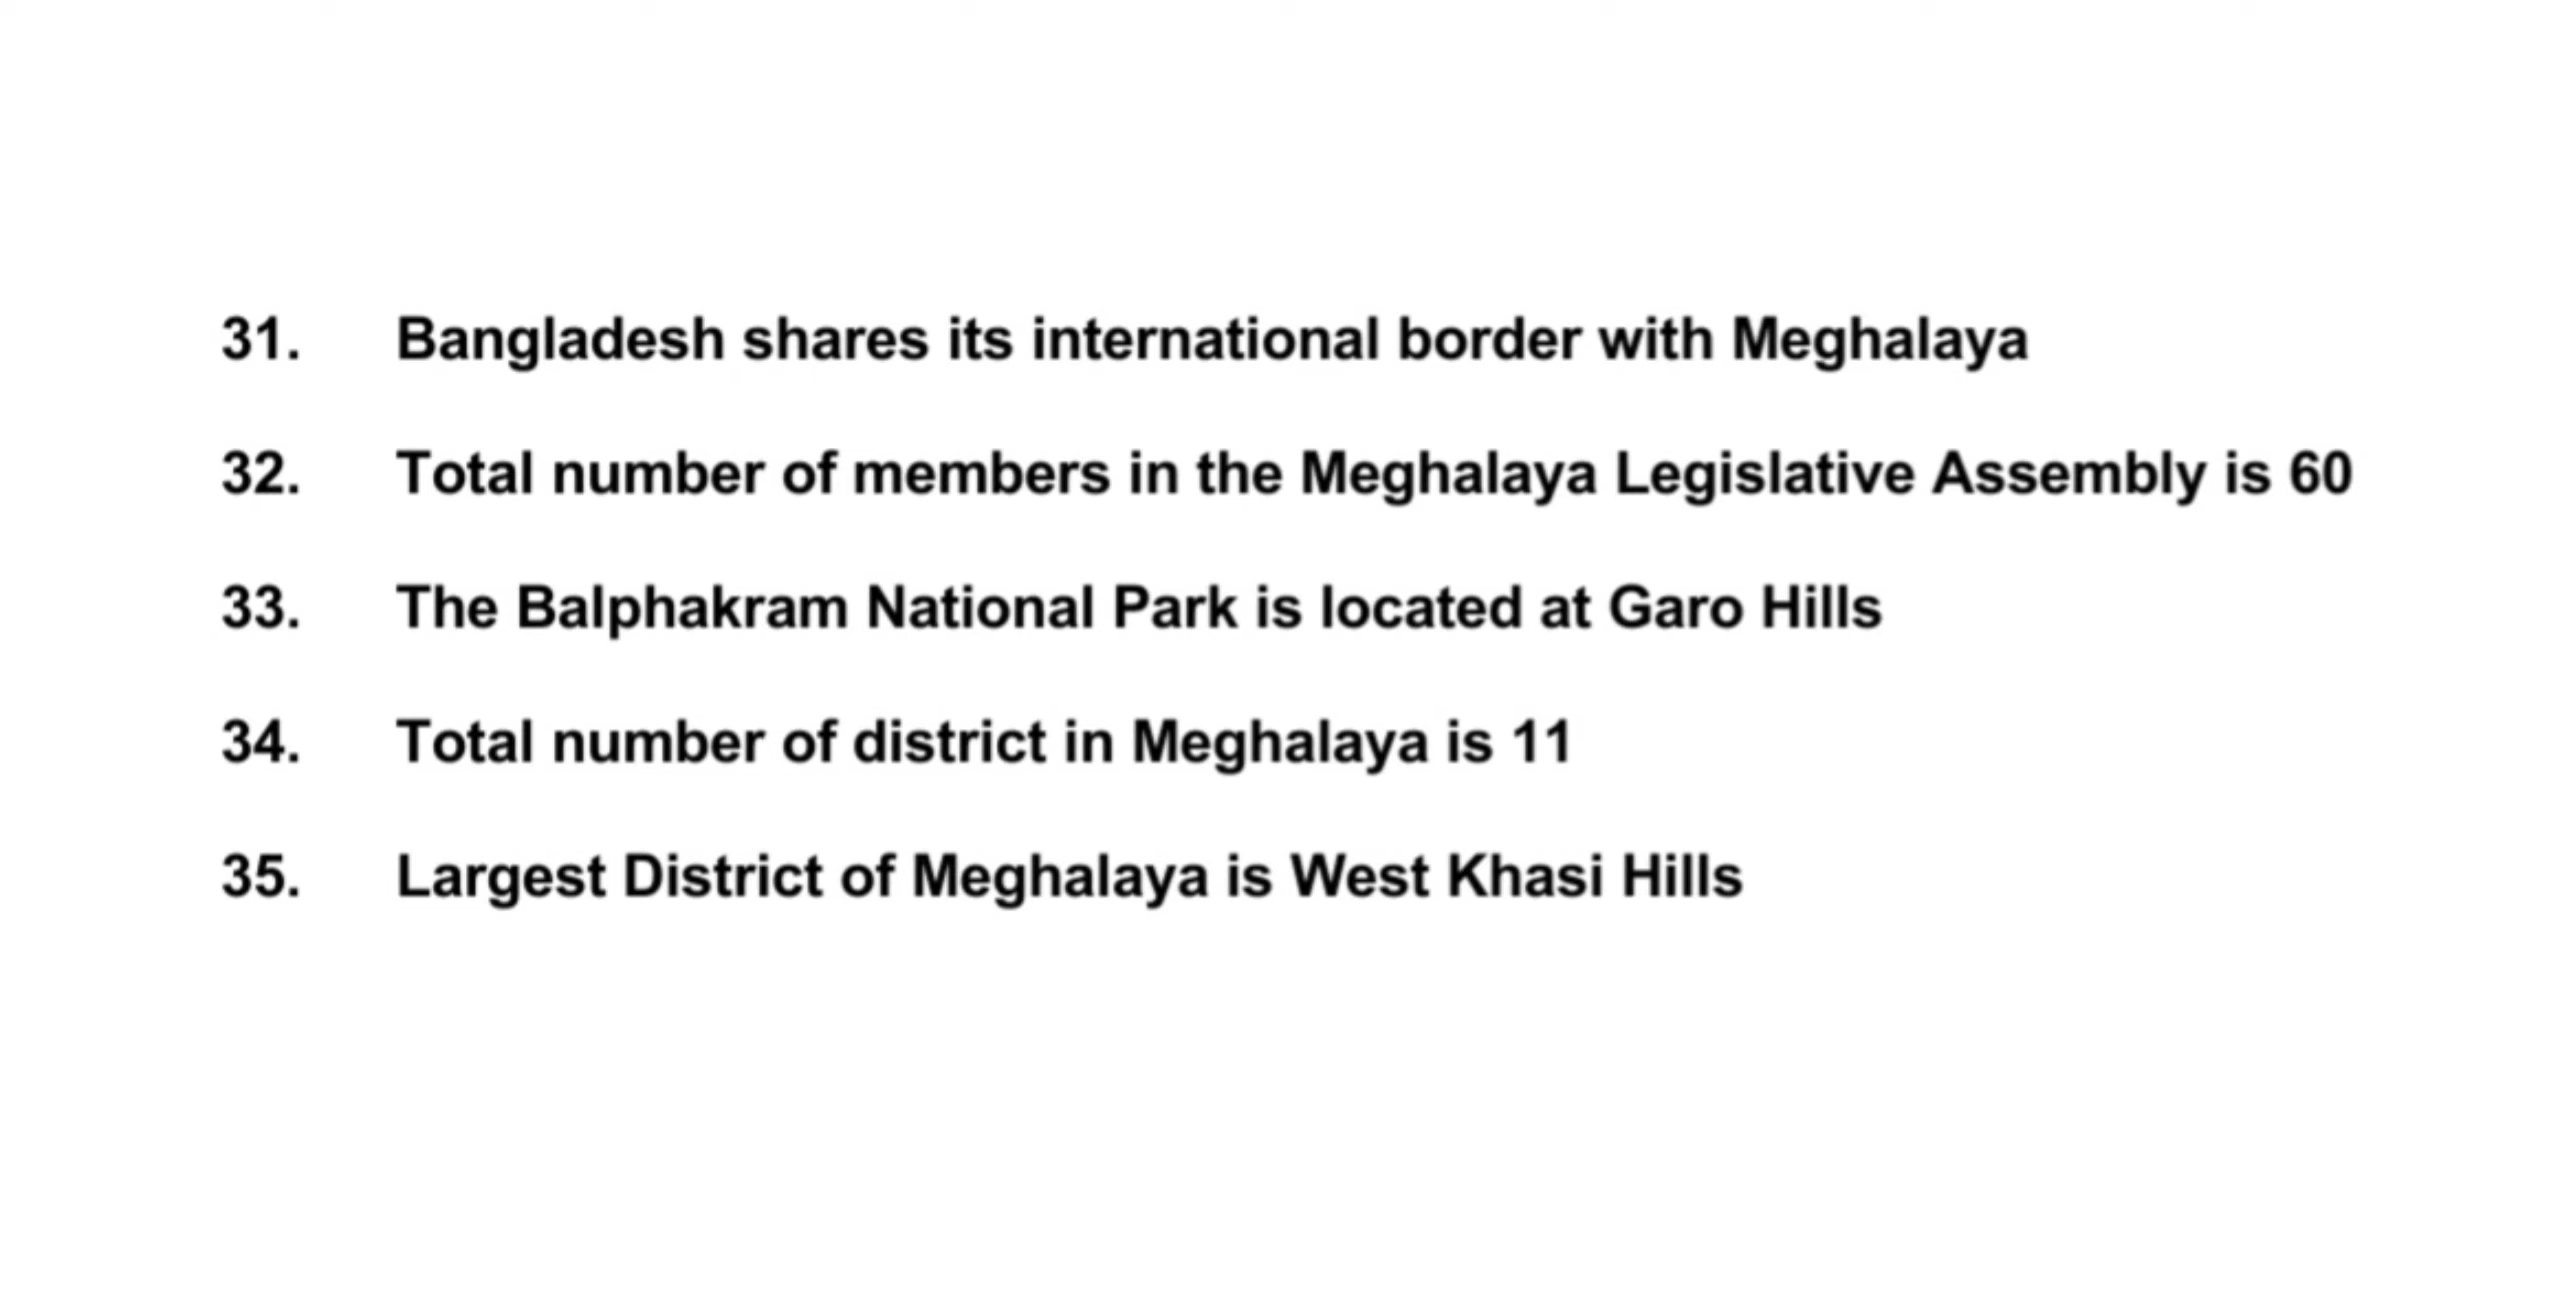 31. Bangladesh shares its international border with Meghalaya
32. Total number of members in the Meghalaya Legislative Assembly is 60
33. The Balphakram National Park is located at Garo Hills
34. Total number of district in Meghalaya is 11
35. Largest District of Meghalaya is West Khasi Hills